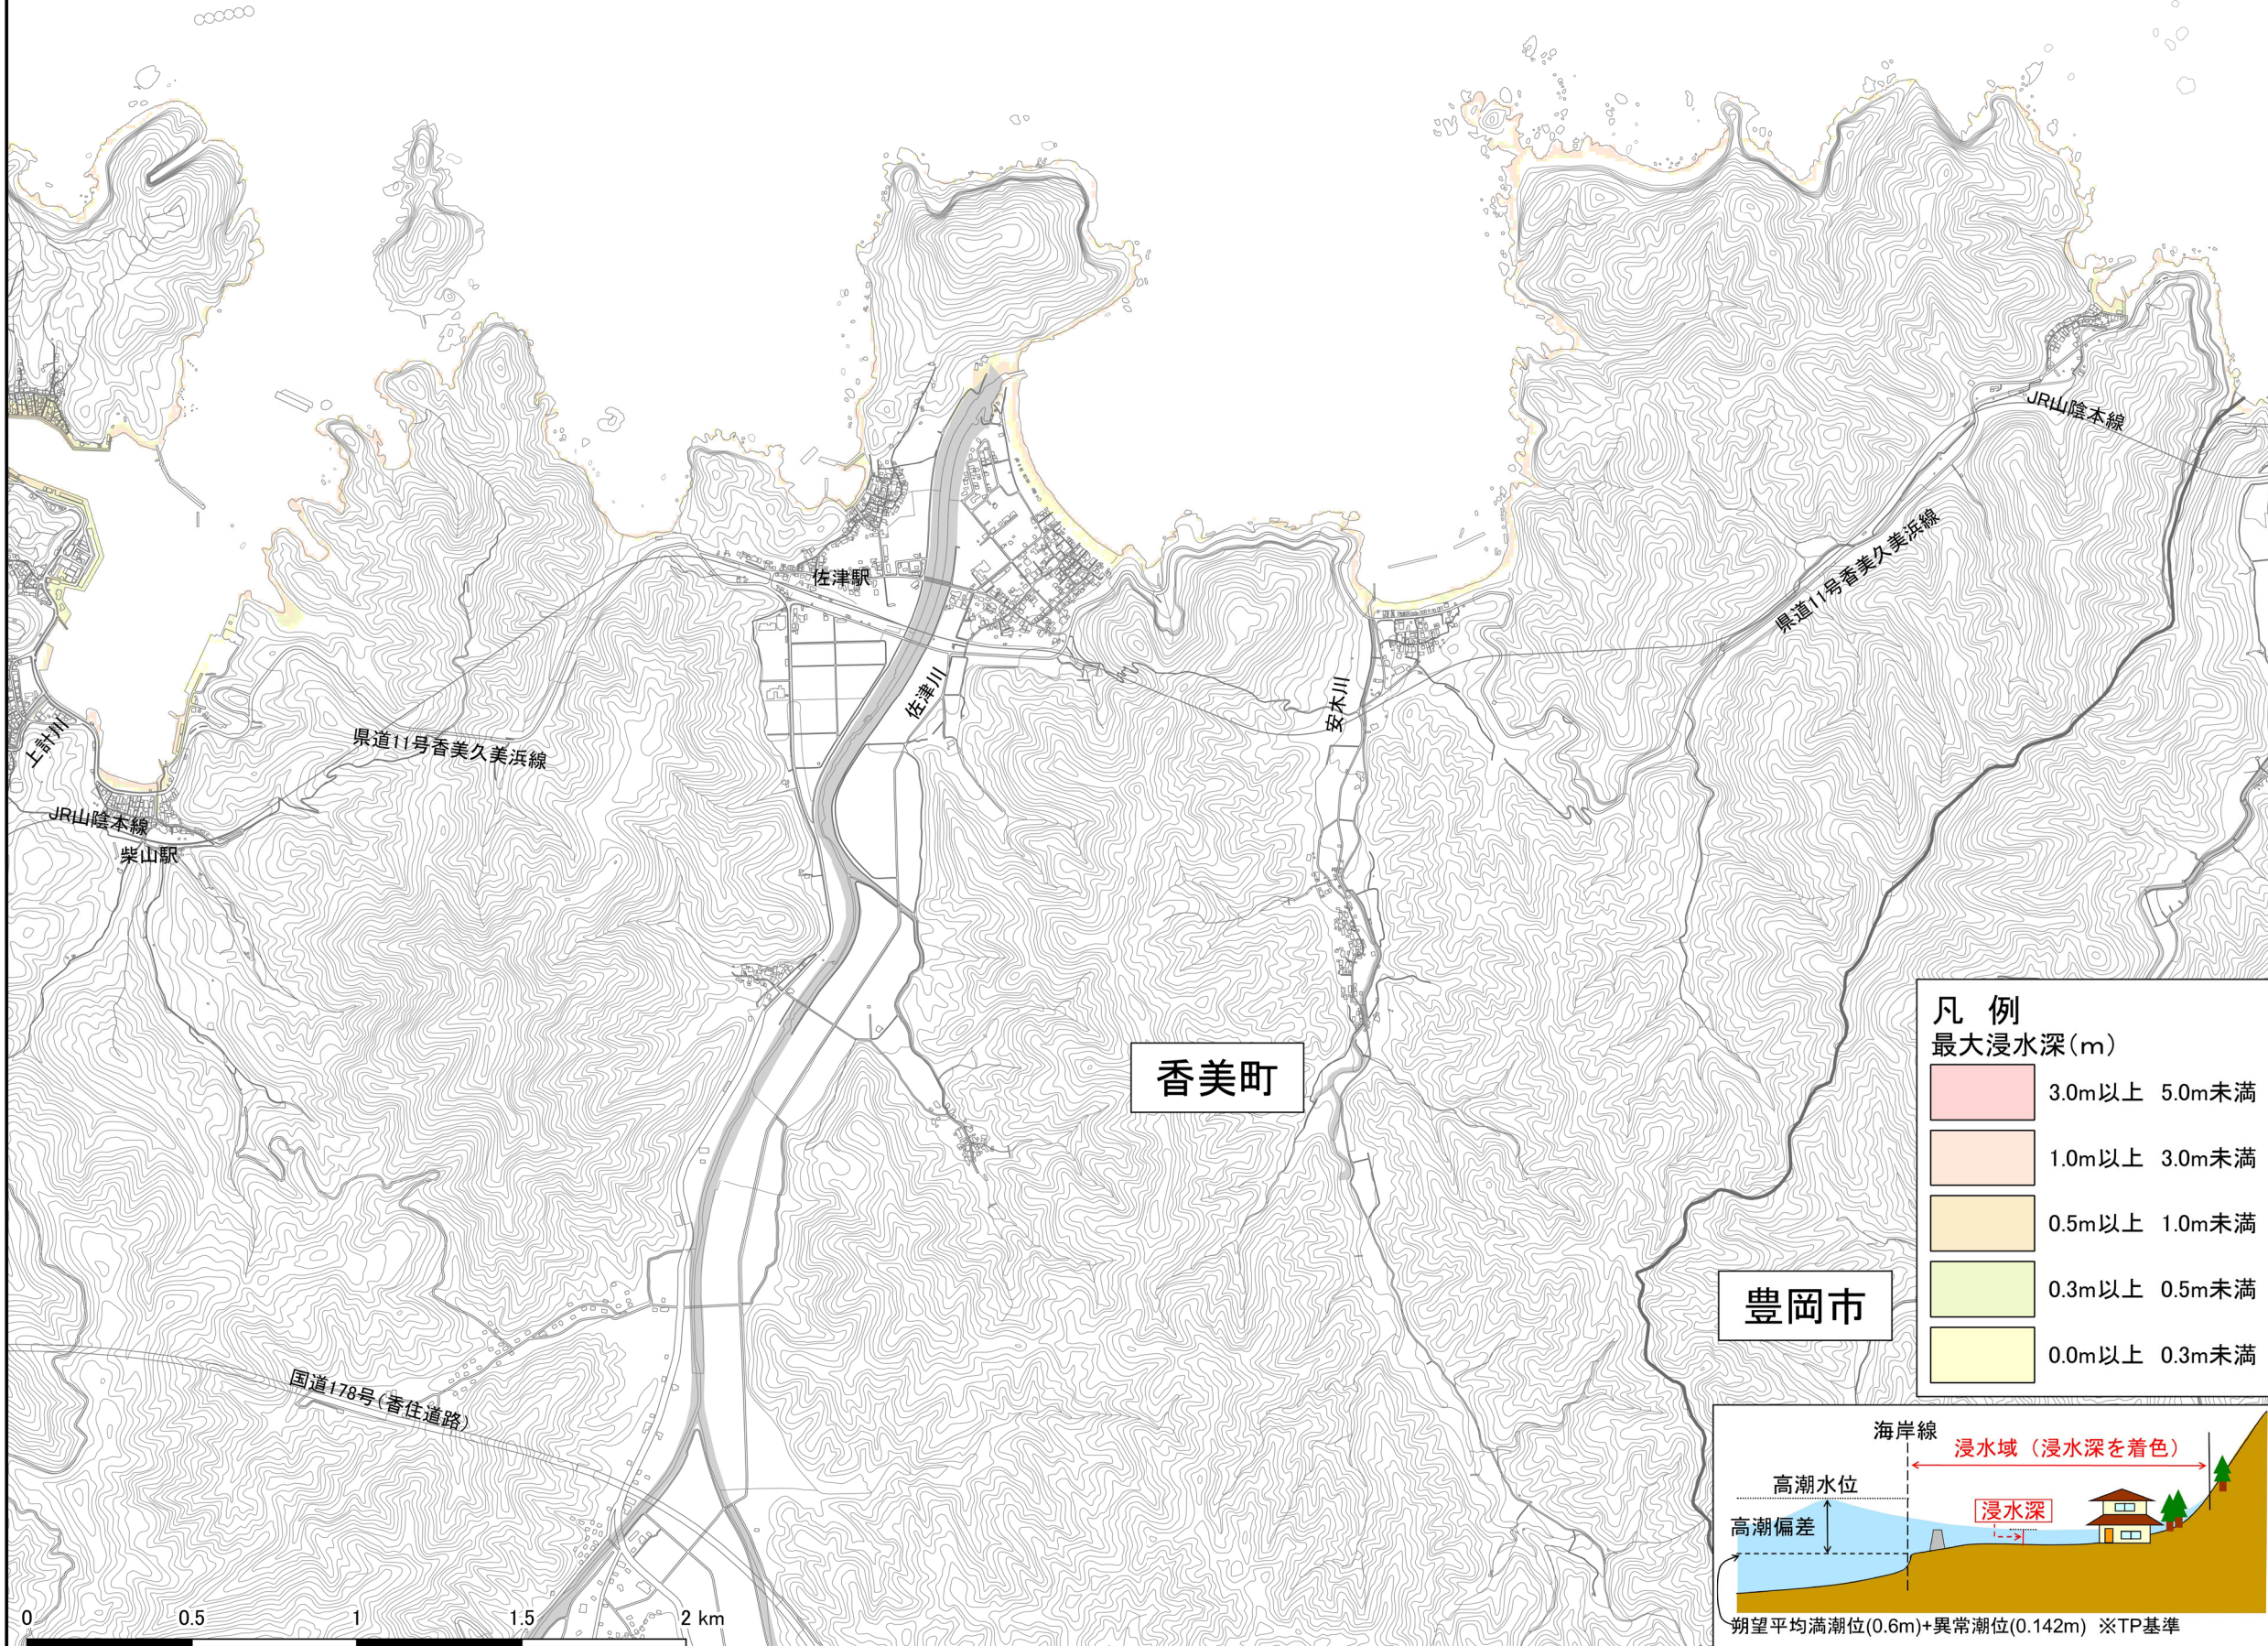 JR山陰本線
佐津駅
県道11号香美久美浜線
佐津川
安木川
上計川
県道11号香美久美浜線
JR山陰本線
柴山駅
香美町
豊岡市
国道178号(香住道路)
凡 例
最大浸水深(m)
3.0m以上 5.0m未満
1.0m以上 3.0m未満
0.5m以上 1.0m未満
0.3m以上 0.5m未満
0.0m以上 0.3m未満
海岸線
浸水域（浸水深を着色）
高潮水位
浸水深
高潮偏差
朔望平均満潮位(0.6m)+異常潮位(0.142m) ※TP基準
0 0.5 1 1.5 2 km